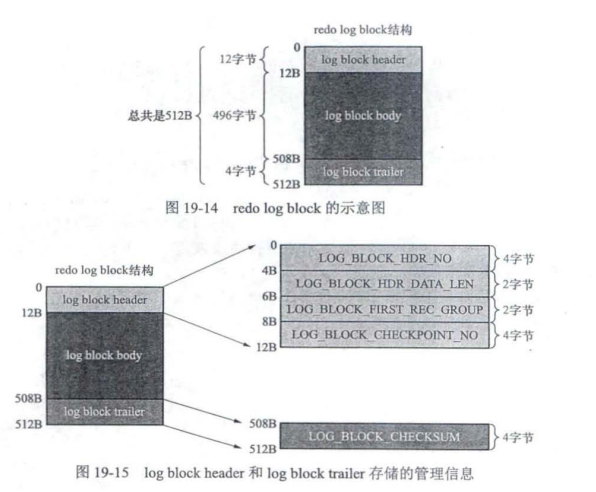 redo log block结构
0
log block header
12字节
12B
总共是512B
496字节
log block body
508B
4字节
log block trailer
512B
图 19-14 redo log block 的示意图
0
LOG_BLOCK_HDR_NO
4字节
4B
redo log block结构
LOG_BLOCK_HDR_DATA_LEN
2字节
0
6B
log block header
LOG_BLOCK_FIRST_REC_GROUP
2字节
8B
12B
LOG_BLOCK_CHECKPOINT_NO
4字节
12B
log block body
508B
log block trailer
508B
512B
LOG_BLOCK_CHECKSUM
4字节
512B
图 19-15 log block header 和 log block trailer 存储的管理信息